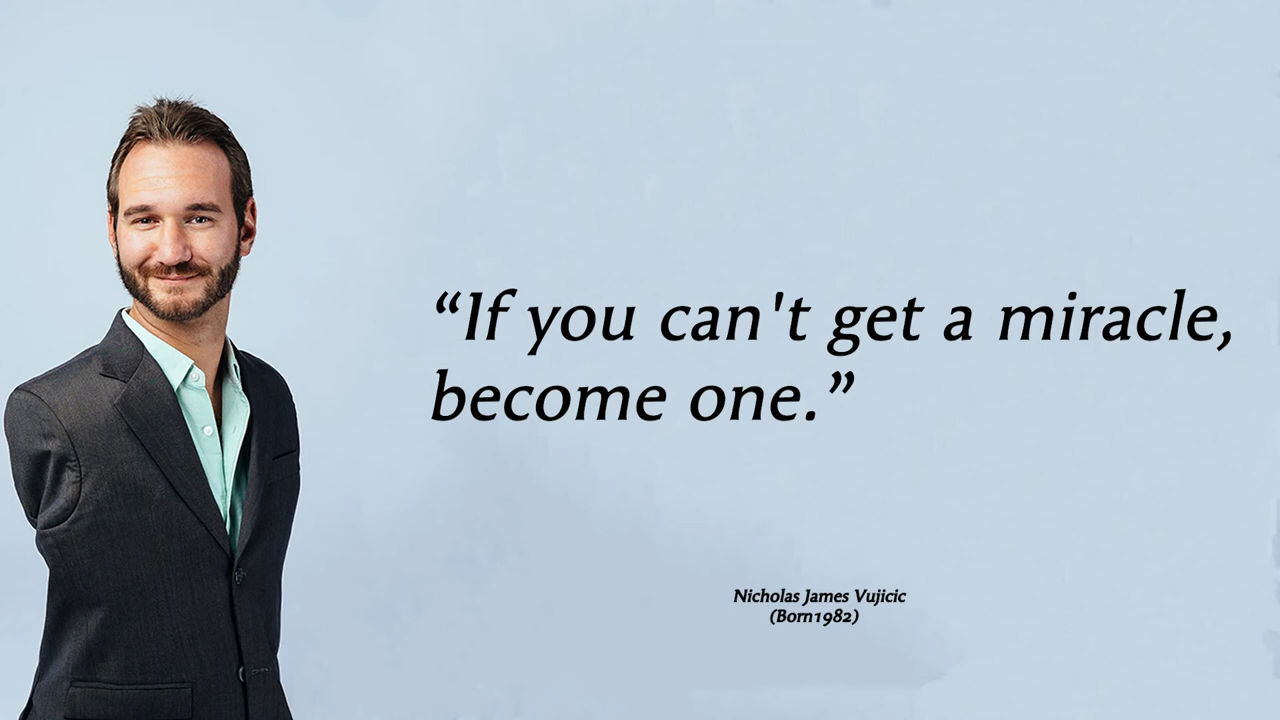 “If you can't get a miracle,
become one.”
Nicholas James Vujicic
(Born1982)